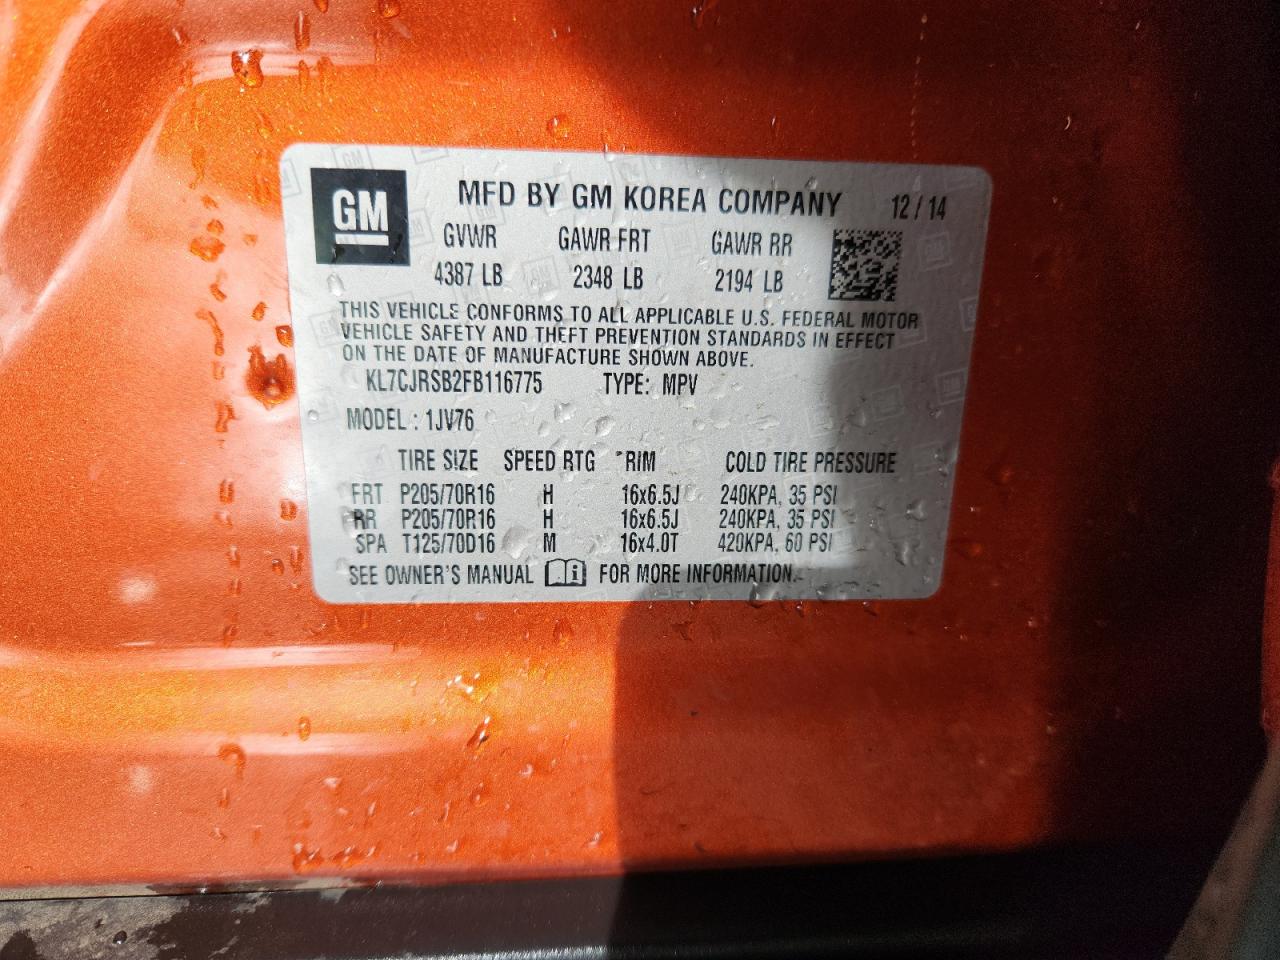 GM
MFD BY GM KOREA COMPANY 12 / 14
GVWR GAWR FRT GAWR RR
4387 LB 2348 LB 2194 LB
THIS VEHICLE CONFORMS TO ALL APPLICABLE U.S. FEDERAL MOTOR
VEHICLE SAFETY AND THEFT PREVENTION STANDARDS IN EFFECT
ON THE DATE OF MANUFACTURE SHOWN ABOVE.
KL7CJRSB2FB116775 TYPE: MPV
MODEL : 1JV76
TIRE SIZE SPEED RTG RIM COLD TIRE PRESSURE
FRT P205/70R16 H 16x6.5J 240KPA, 35 PSI
RR P205/70R16 H 16x6.5J 240KPA, 35 PSI
SPA T125/70D16 M 16x4.0T 420KPA, 60 PSI
SEE OWNER'S MANUAL i FOR MORE INFORMATION.